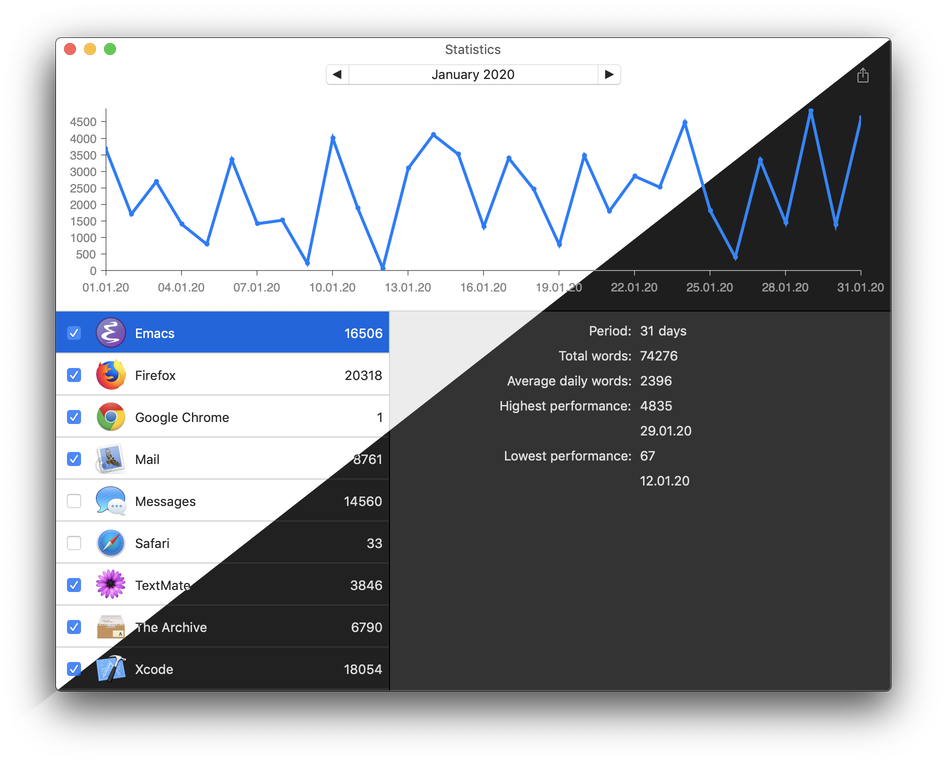 Statistics
January 2020
4500
4000
3500
3000
2500
2000
1500
1000
500
0
01.01.20 04.01.20 07.01.20 10.01.20 13.01.20 16.01.20 19.01.20 22.01.20 25.01.20 28.01.20 31.01.20
Emacs 16506
Firefox 20318
Google Chrome 1
Mail 8761
Messages 14560
Safari 33
TextMate 3846
The Archive 6790
Xcode 18054
Period: 31 days
Total words: 74276
Average daily words: 2396
Highest performance: 4835
29.01.20
Lowest performance: 67
12.01.20